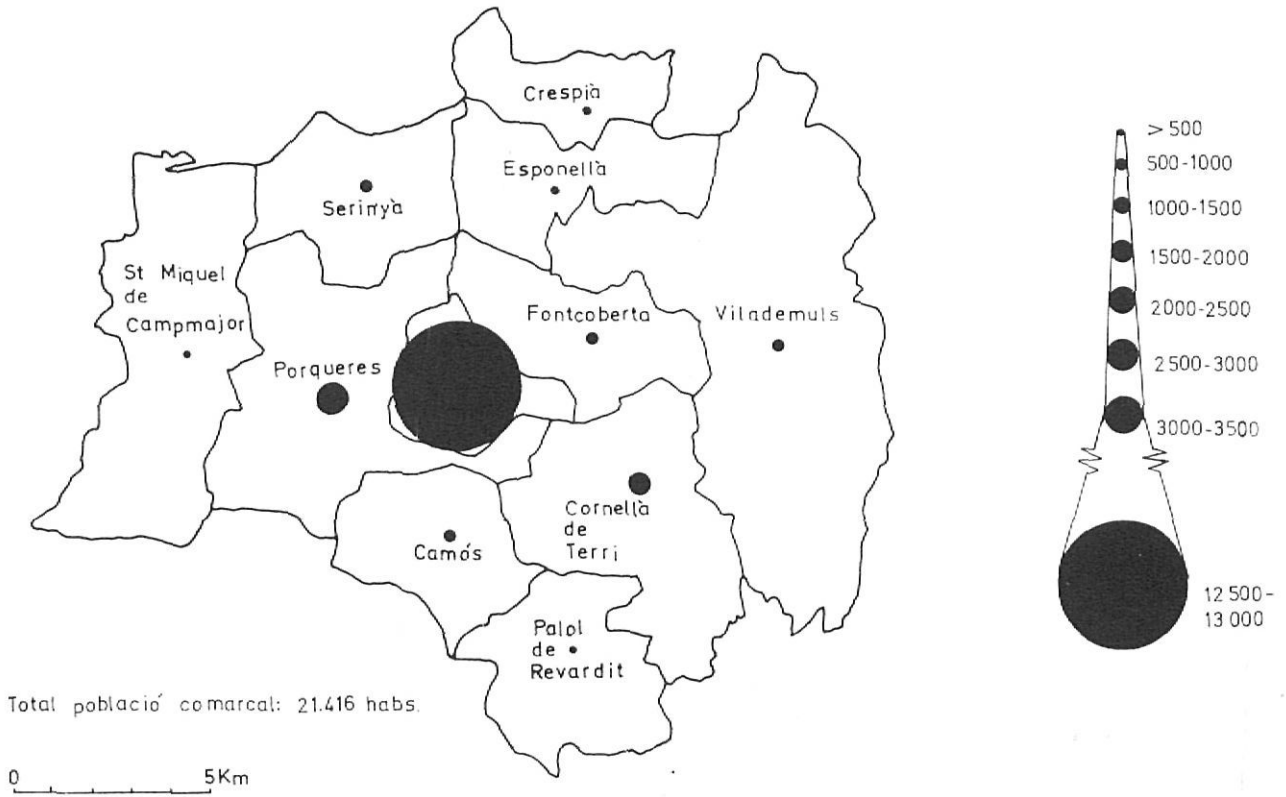 Crespià
Esponellà
Serinyà
St Miquel
de
Campmajor
Fontcoberta
Vilademuls
Porqueres
Cornellà
de
Terri
Camós
Palol
de
Revardit
Total població comarcal: 21.416 habs.
0 5Km
> 500
500-1000
1000-1500
1500-2000
2000-2500
2500-3000
3000-3500
12 500-
13 000